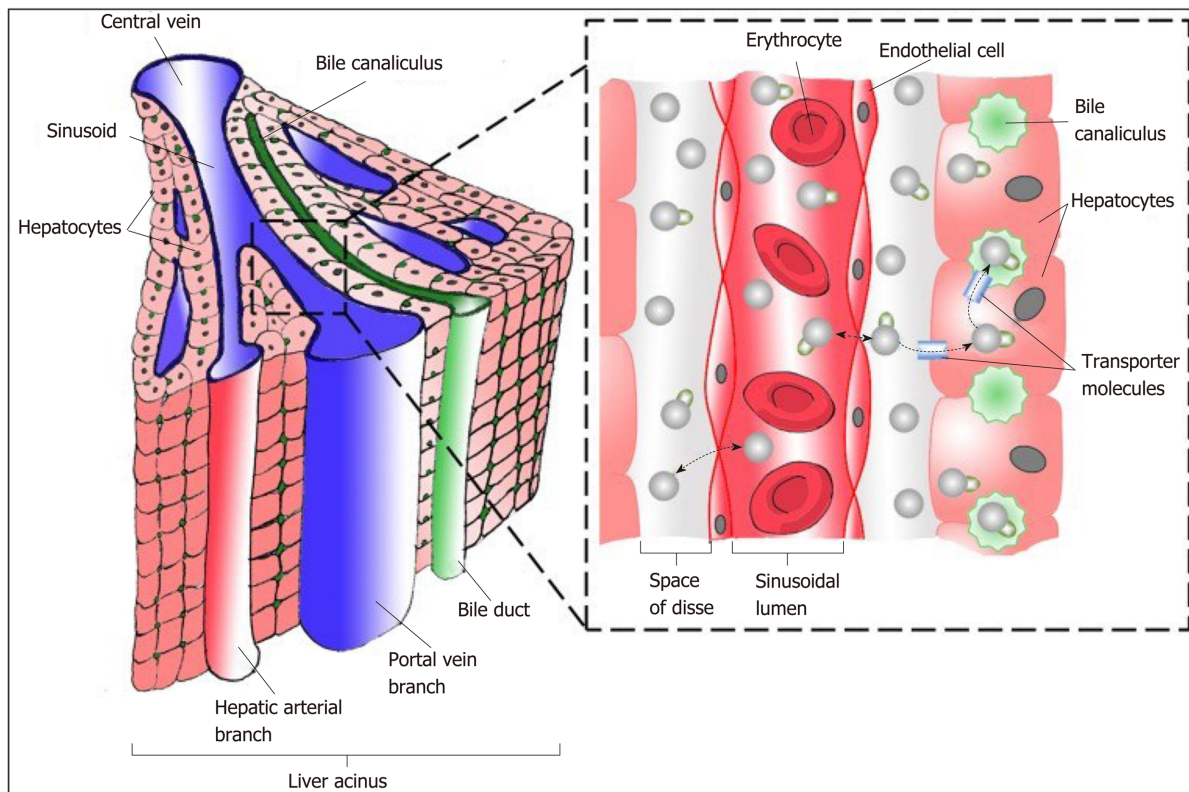 Central vein
Bile canaliculus
Sinusoid
Hepatocytes
Bile duct
Portal vein
branch
Hepatic arterial
branch
Liver acinus
Erythrocyte
Endothelial cell
Bile
canaliculus
Hepatocytes
Transporter
molecules
Space
of disse
Sinusoidal
lumen